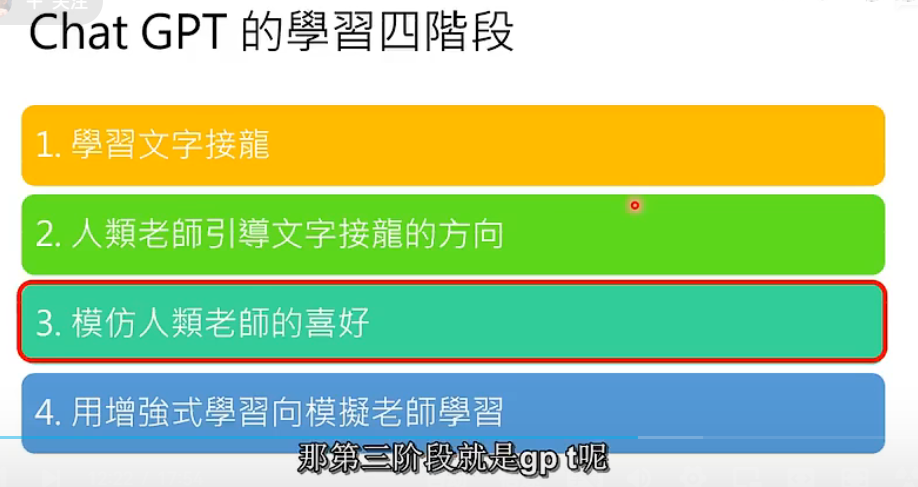 关注
Chat GPT 的學習四階段
1. 學習文字接龍
2. 人類老師引導文字接龍的方向
3. 模仿人類老師的喜好
4. 用增強式學習向模擬老師學習
那第三阶段就是gp t呢